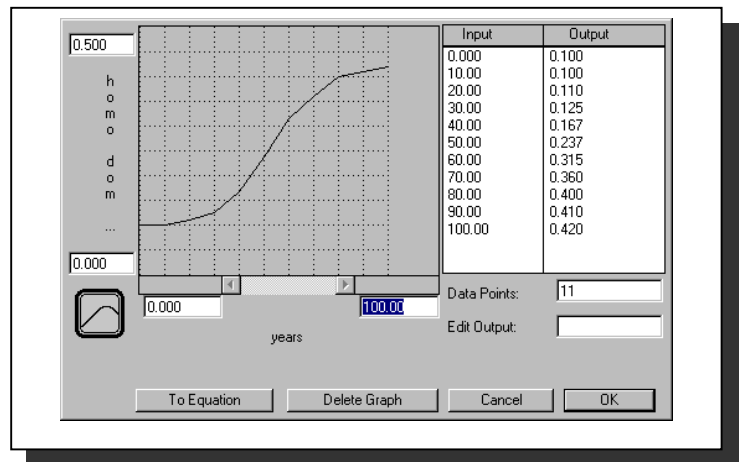 0.500
homo dom ...
0.000
0.000
100.00
years
Input Output
0.000 0.100
10.00 0.100
20.00 0.110
30.00 0.125
40.00 0.167
50.00 0.237
60.00 0.315
70.00 0.360
80.00 0.400
90.00 0.410
100.00 0.420
Data Points: 11
Edit Output:
To Equation
Delete Graph
Cancel
OK